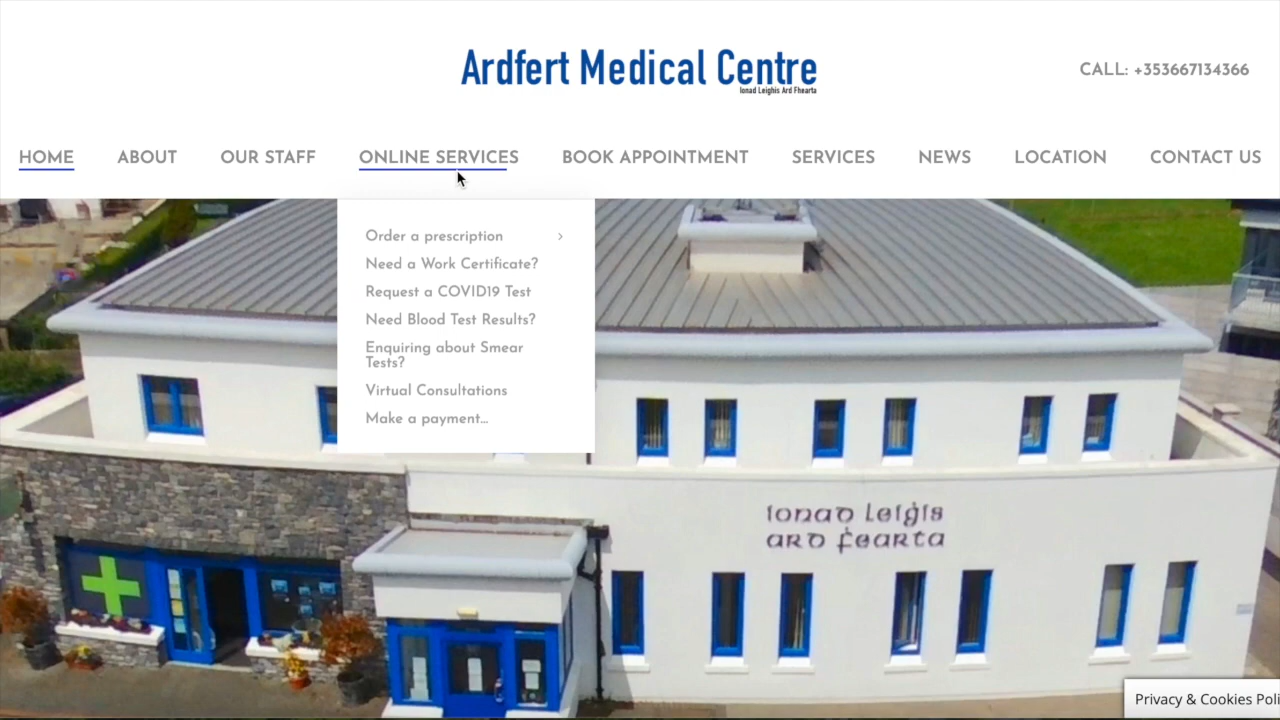 Ardfert Medical Centre
Ionad Leighis Ard Fhearta
CALL: +353667134366
HOME ABOUT OUR STAFF ONLINE SERVICES BOOK APPOINTMENT SERVICES NEWS LOCATION CONTACT US
Order a prescription
Need a Work Certificate?
Request a COVID19 Test
Need Blood Test Results?
Enquiring about Smear
Tests?
Virtual Consultations
Make a payment...
Ionad Leiġis
Ard Ḟearta
Privacy & Cookies Poli